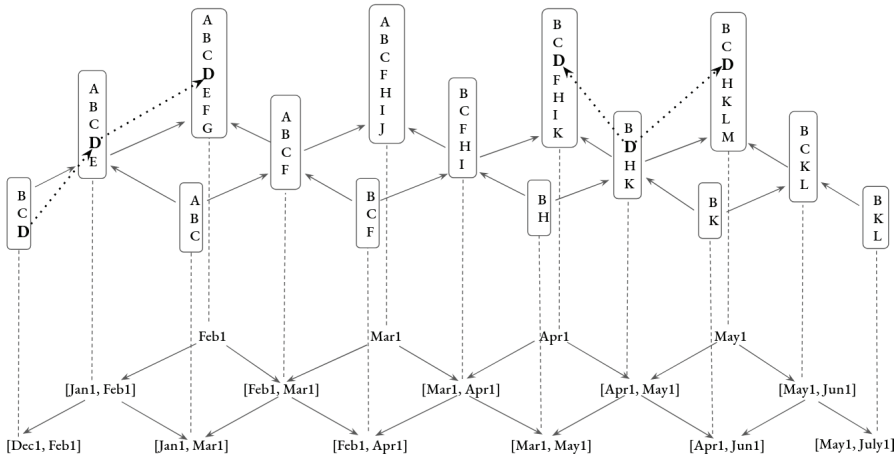 A
B
C
D
E
F
G
A
B
C
F
H
I
J
B
C
D
F
H
I
K
B
C
D
H
K
L
M
A
B
C
D
E
A
B
C
F
B
C
F
H
I
B
D
H
K
B
C
K
L
B
C
D
A
B
C
B
C
F
B
H
B
K
B
K
L
Feb1
Mar1
Apr1
May1
[Jan1, Feb1]
[Feb1, Mar1]
[Mar1, Apr1]
[Apr1, May1]
[May1, Jun1]
[Dec1, Feb1]
[Jan1, Mar1]
[Feb1, Apr1]
[Mar1, May1]
[Apr1, Jun1]
[May1, July1]